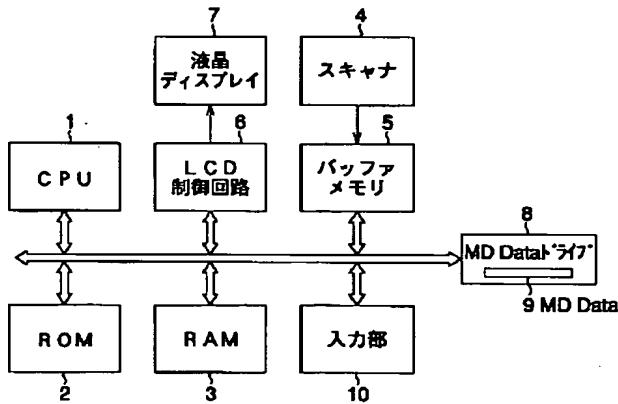 7
液晶
ディスプレイ
4
スキャナ
1
CPU
6
LCD
制御回路
5
バッファ
メモリ
8
MD Dataドライブ
9 MD Data
ROM
2
RAM
3
入力部
10